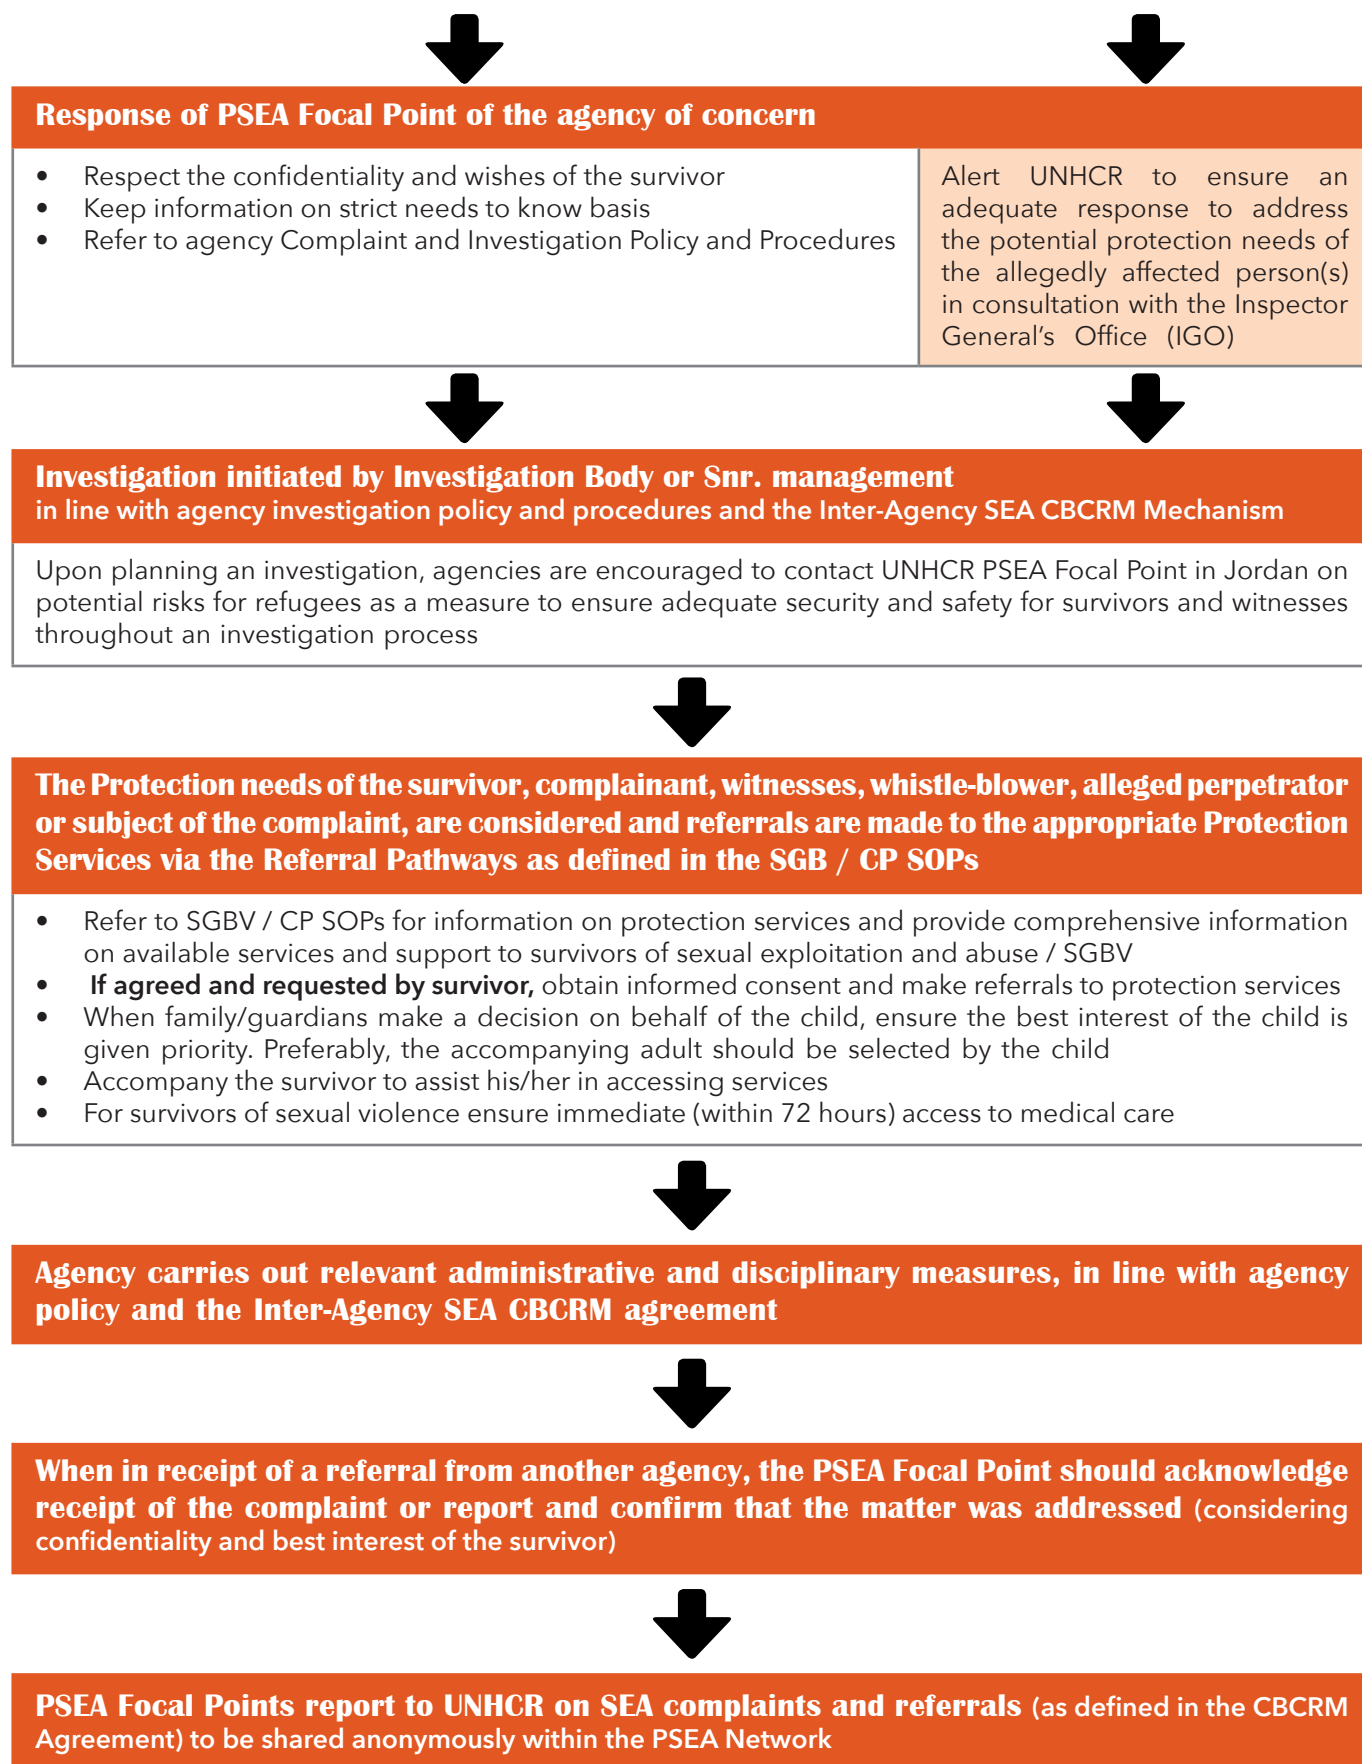 Response of PSEA Focal Point of the agency of concern
• Respect the confidentiality and wishes of the survivor
• Keep information on strict needs to know basis
• Refer to agency Complaint and Investigation Policy and Procedures
Alert UNHCR to ensure an
adequate response to address
the potential protection needs of
the allegedly affected person(s)
in consultation with the Inspector
General's Office (IGO)
Investigation initiated by Investigation Body or Snr. management
in line with agency investigation policy and procedures and the Inter-Agency SEA CBCRM Mechanism
Upon planning an investigation, agencies are encouraged to contact UNHCR PSEA Focal Point in Jordan on
potential risks for refugees as a measure to ensure adequate security and safety for survivors and witnesses
throughout an investigation process
The Protection needs of the survivor, complainant, witnesses, whistle-blower, alleged perpetrator
or subject of the complaint, are considered and referrals are made to the appropriate Protection
Services via the Referral Pathways as defined in the SGB / CP SOPs
• Refer to SGBV / CP SOPs for information on protection services and provide comprehensive information
on available services and support to survivors of sexual exploitation and abuse / SGBV
• If agreed and requested by survivor, obtain informed consent and make referrals to protection services
• When family/guardians make a decision on behalf of the child, ensure the best interest of the child is
given priority. Preferably, the accompanying adult should be selected by the child
• Accompany the survivor to assist his/her in accessing services
• For survivors of sexual violence ensure immediate (within 72 hours) access to medical care
Agency carries out relevant administrative and disciplinary measures, in line with agency
policy and the Inter-Agency SEA CBCRM agreement
When in receipt of a referral from another agency, the PSEA Focal Point should acknowledge
receipt of the complaint or report and confirm that the matter was addressed (considering
confidentiality and best interest of the survivor)
PSEA Focal Points report to UNHCR on SEA complaints and referrals (as defined in the CBCRM
Agreement) to be shared anonymously within the PSEA Network